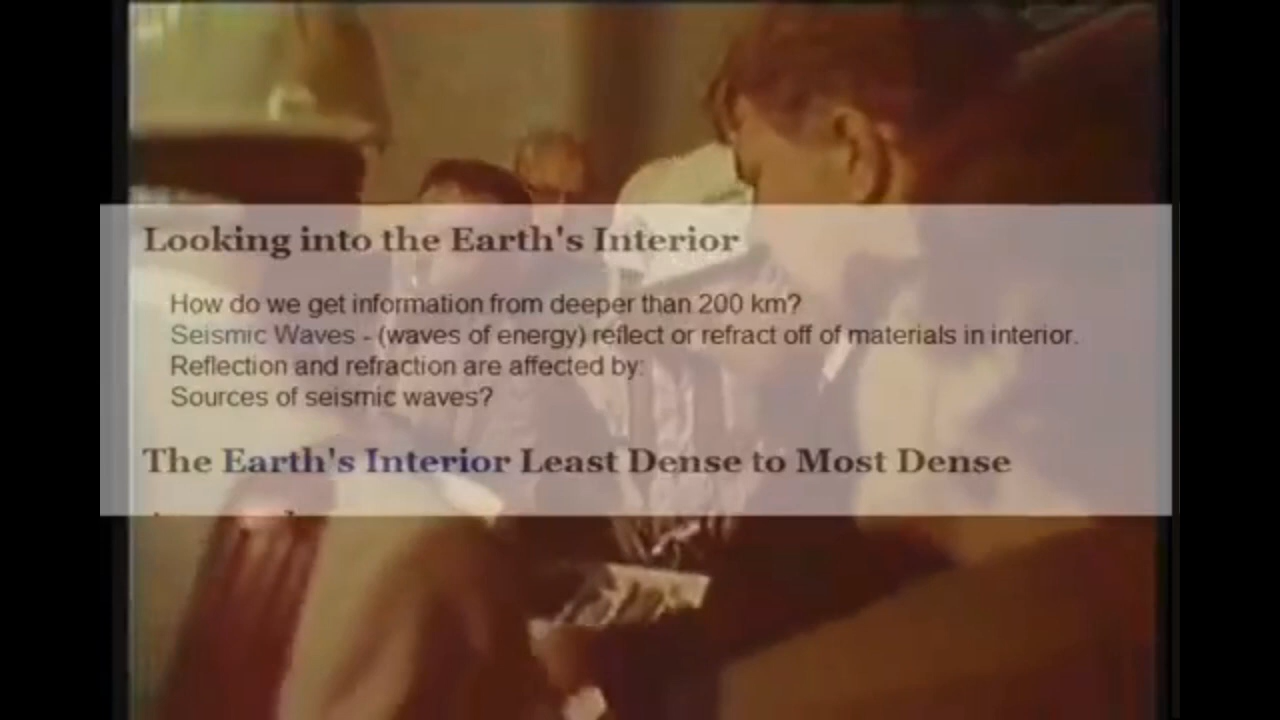 Looking into the Earth's Interior
How do we get information from deeper than 200 km?
Seismic Waves - (waves of energy) reflect or refract off of materials in interior.
Reflection and refraction are affected by:
Sources of seismic waves?
The Earth's Interior Least Dense to Most Dense